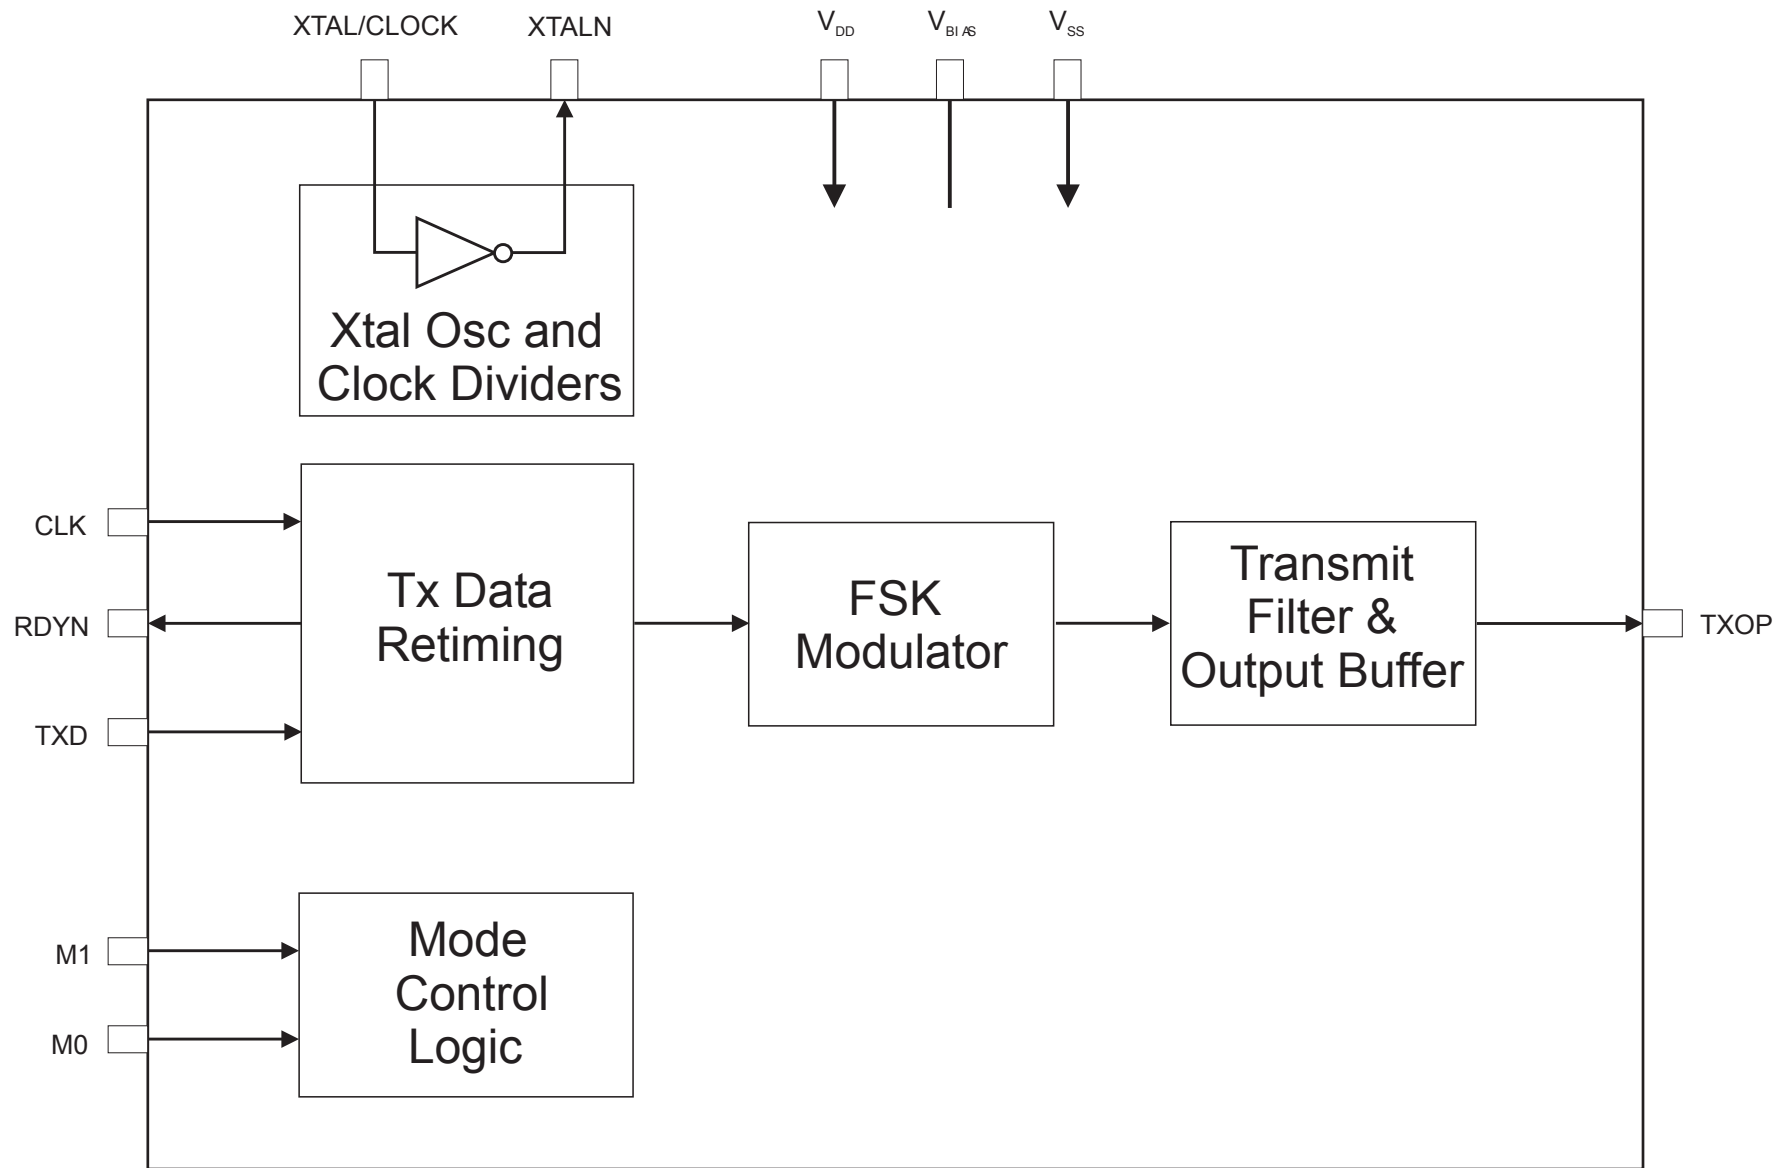 XTAL/CLOCK
XTALN
VDD
VBIAS
VSS
Xtal Osc and
Clock Dividers
CLK
RDYN
TXD
Tx Data
Retiming
FSK
Modulator
Transmit
Filter &
Output Buffer
TXOP
M1
M0
Mode
Control
Logic